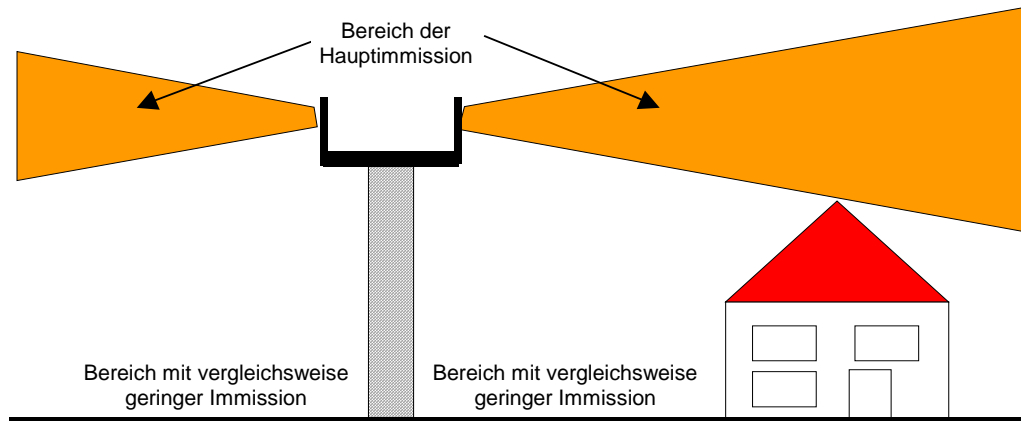 Bereich der
Hauptimmission
Bereich mit vergleichsweise
geringer Immission
Bereich mit vergleichsweise
geringer Immission